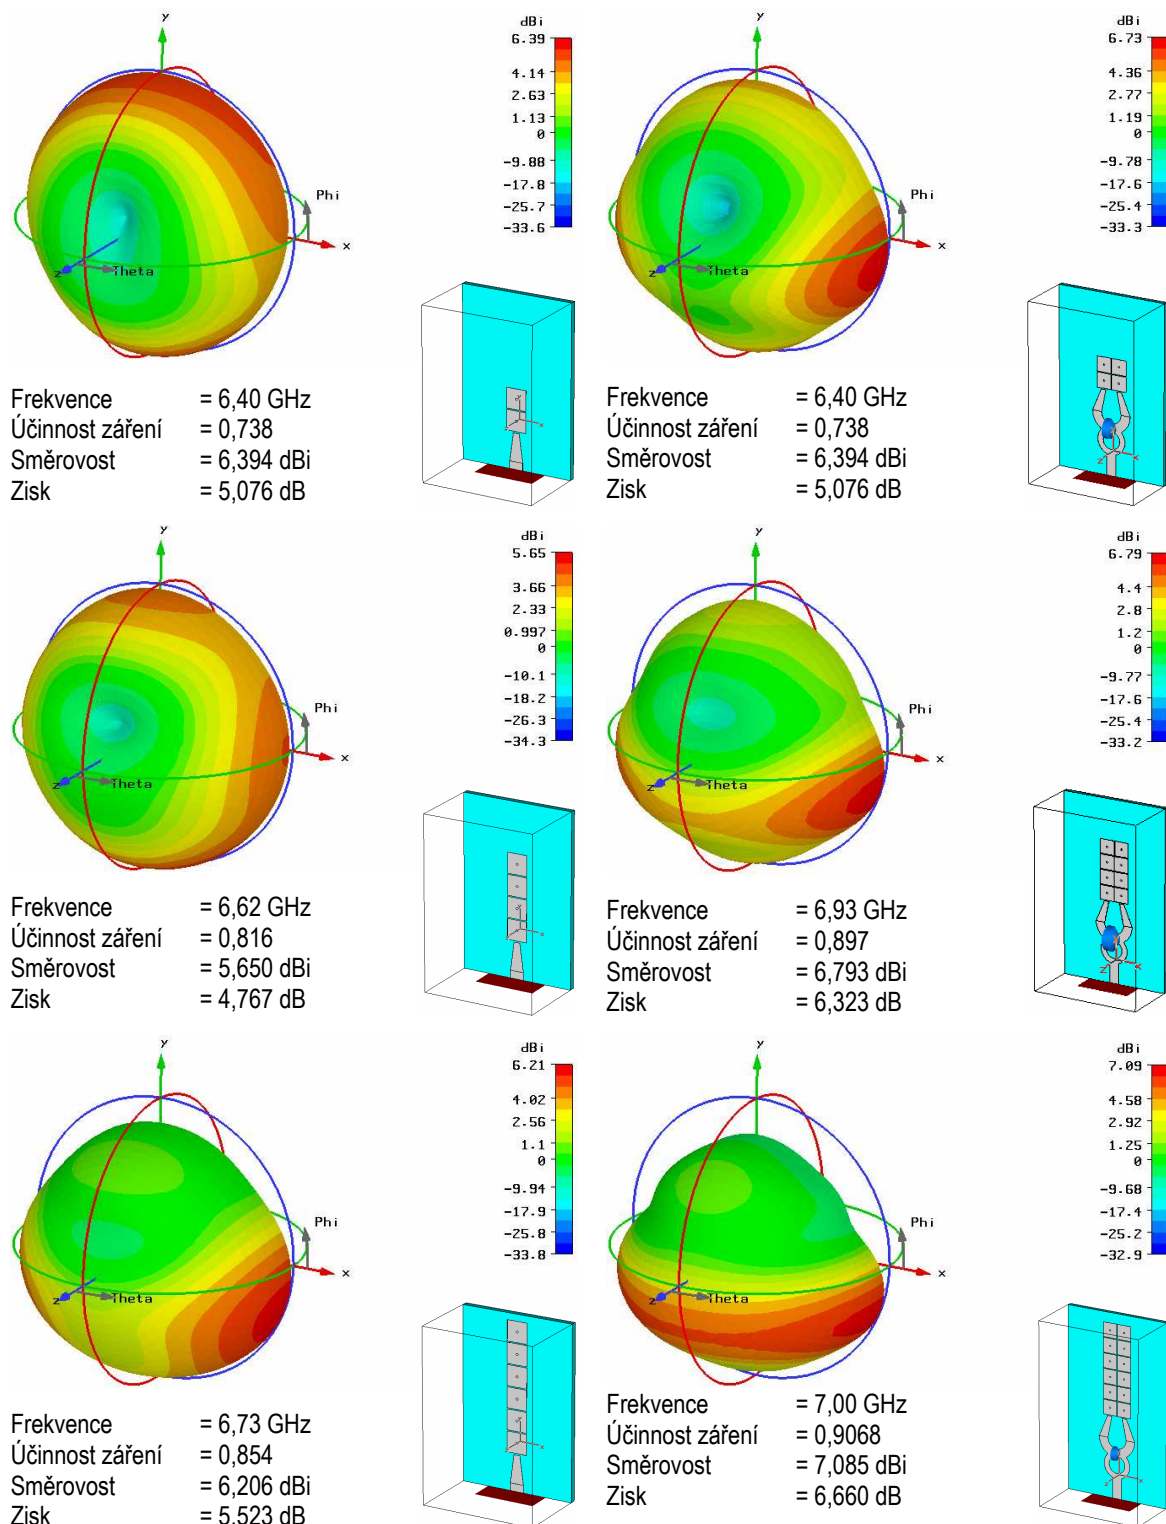 y
dBi
6.39
4.14
2.63
1.13
0
-9.88
-17.8
-25.7
-33.6
Phi
x
z
Theta
Frekvence = 6,40 GHz
Účinnost záření = 0,738
Směrovost = 6,394 dBi
Zisk = 5,076 dB
y
dBi
6.73
4.36
2.77
1.19
0
-9.78
-17.6
-25.4
-33.3
Phi
x
z
Theta
Frekvence = 6,40 GHz
Účinnost záření = 0,738
Směrovost = 6,394 dBi
Zisk = 5,076 dB
y
dBi
5.65
3.66
2.33
0.997
0
-10.1
-18.2
-26.3
-34.3
Phi
x
z
Theta
Frekvence = 6,62 GHz
Účinnost záření = 0,816
Směrovost = 5,650 dBi
Zisk = 4,767 dB
y
dBi
6.79
4.4
2.8
1.2
0
-9.77
-17.6
-25.4
-33.2
Phi
x
z
Theta
Frekvence = 6,93 GHz
Účinnost záření = 0,897
Směrovost = 6,793 dBi
Zisk = 6,323 dB
y
dBi
6.21
4.02
2.56
1.1
0
-9.94
-17.9
-25.8
-33.8
Phi
x
z
Theta
Frekvence = 6,73 GHz
Účinnost záření = 0,854
Směrovost = 6,206 dBi
Zisk = 5,523 dB
y
dBi
7.09
4.58
2.92
1.25
0
-9.68
-17.4
-25.2
-32.9
Phi
x
z
Theta
Frekvence = 7,00 GHz
Účinnost záření = 0,9068
Směrovost = 7,085 dBi
Zisk = 6,660 dB